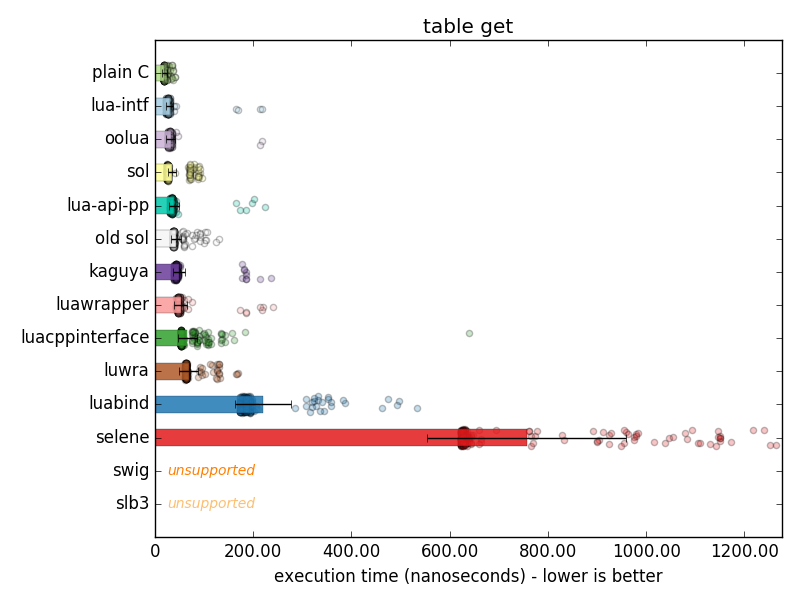 table get
plain C
lua-intf
oolua
sol
lua-api-pp
old sol
kaguya
luawrapper
luacppinterface
luwra
luabind
selene
swig unsupported
slb3 unsupported
0 200.00 400.00 600.00 800.00 1000.00 1200.00
execution time (nanoseconds) - lower is better